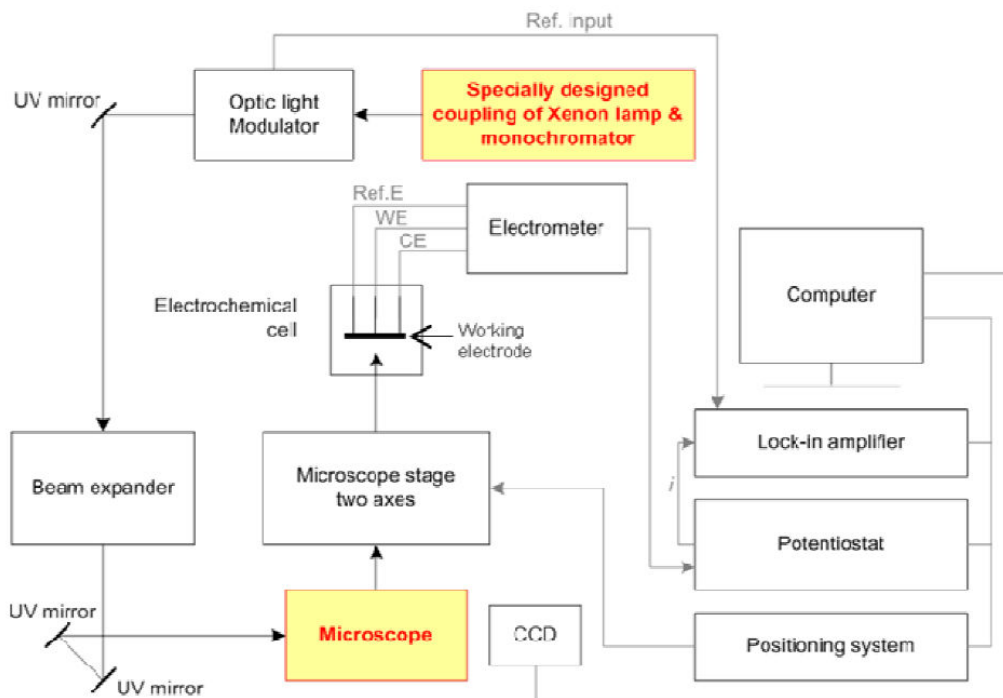 Ref. input
UV mirror
Optic light
Modulator
Specially designed
coupling of Xenon lamp &
monochromator
Ref.E
WE
CE
Electrometer
Computer
Electrochemical
cell
Working
electrode
Lock-in amplifier
Beam expander
Microscope stage
two axes
i
Potentiostat
UV mirror
Microscope
CCD
Positioning system
UV mirror